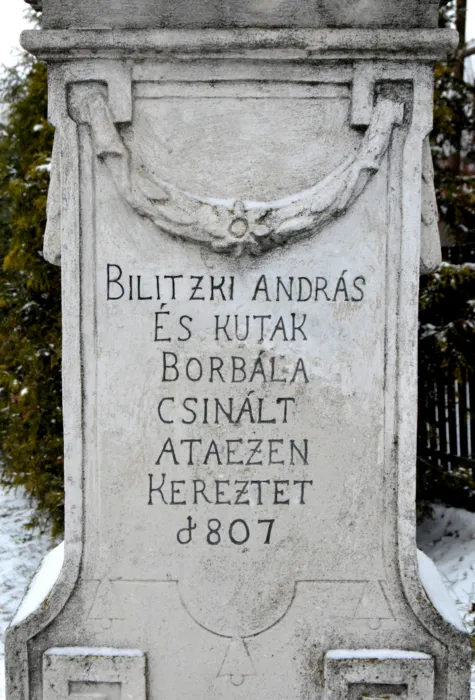 BILITZKI ANDRÁS
ÉS KUTAK
BORBÁLA
CSINÁLT
ATAEZEN
KEREZTET
1807